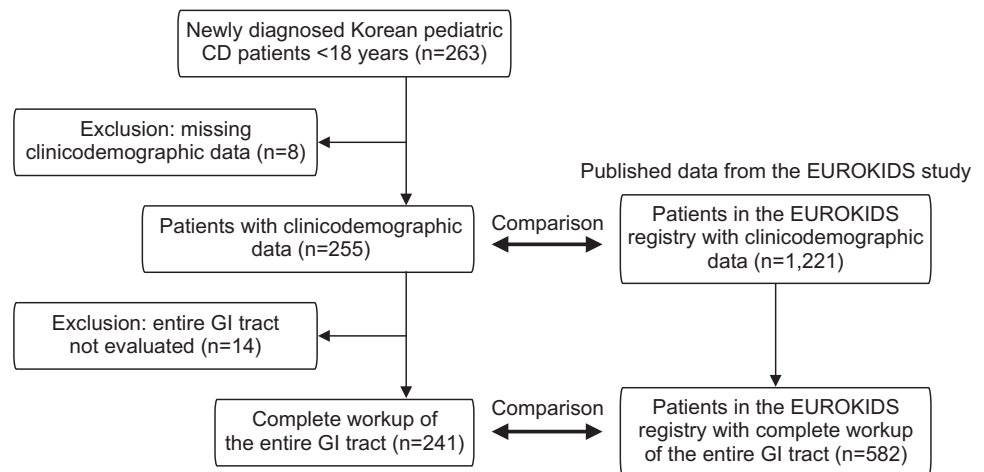 Newly diagnosed Korean pediatric
CD patients <18 years (n=263)
Exclusion: missing
clinicodemographic data (n=8)
Published data from the EUROKIDS study
Patients with clinicodemographic
data (n=255)
Comparison
Patients in the EUROKIDS
registry with clinicodemographic
data (n=1,221)
Exclusion: entire GI tract
not evaluated (n=14)
Complete workup of
the entire GI tract (n=241)
Comparison
Patients in the EUROKIDS
registry with complete workup
of the entire GI tract (n=582)